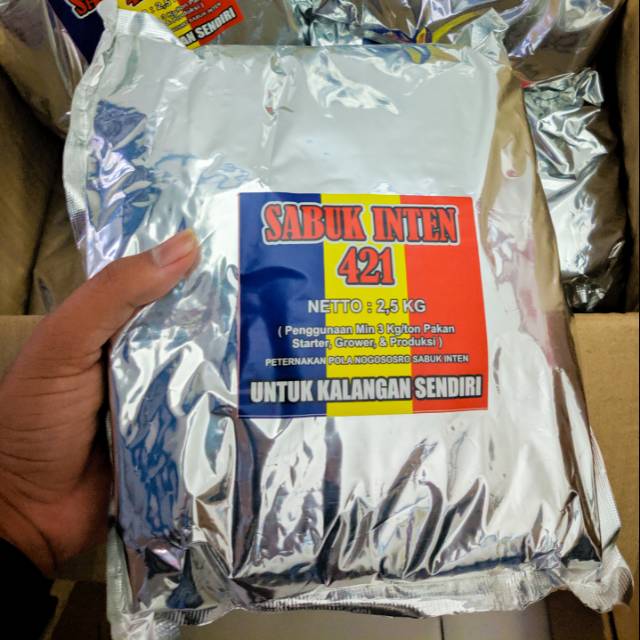 SABUK INTEN
421
NETTO : 2,5 KG
( Penggunaan Min 3 Kg/ton Pakan
Starter, Grower, & Produksi )
PETERNAKAN POLA NOGOSOSRO SABUK INTEN
UNTUK KALANGAN SENDIRI